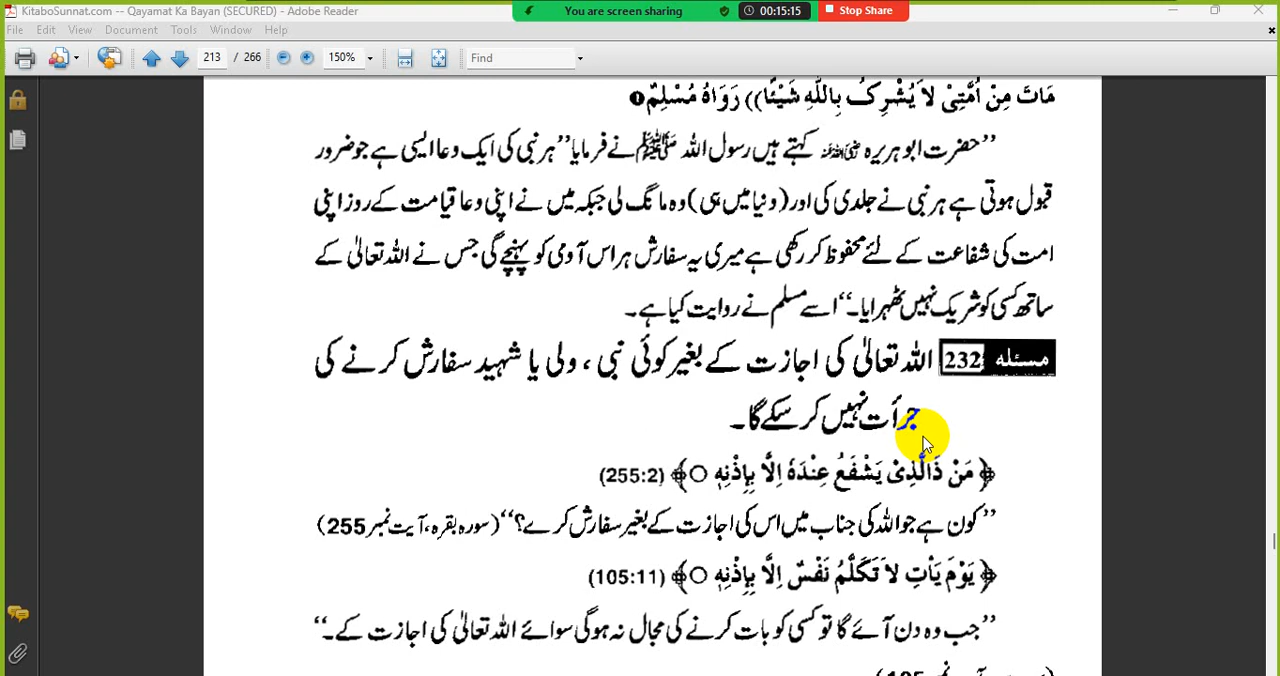 KitaboSunnat.com -- Qayamat Ka Bayan (SECURED) - Adobe Reader
You are screen sharing
00:15:15
Stop Share
File Edit View Document Tools Window Help
213 / 266
150%
Find
مَاتَ مِنْ اُمَّتِیْ لاَ یُشْرِکُ بِاللّٰهِ شَیْئًا)) رَوَاهُ مُسْلِمٌ❶
’’حضرت ابو ہریرہ رضی اللہ عنہ کہتے ہیں رسول اللہ ﷺ نے فرمایا ’’ہر نبی کی ایک دعا ایسی ہے جو ضرور
قبول ہوتی ہے ہر نبی نے جلدی کی اور (دنیا میں ہی) وہ مانگ لی جبکہ میں نے اپنی دعا قیامت کے روز اپنی
امت کی شفاعت کے لئے محفوظ کر رکھی ہے میری یہ سفارش ہر اس آدمی کو پہنچے گی جس نے اللہ تعالیٰ کے
ساتھ کسی کو شریک نہیں ٹھہرایا۔‘‘ اسے مسلم نے روایت کیا ہے۔
مسئلہ 232 اللہ تعالیٰ کی اجازت کے بغیر کوئی نبی ، ولی یا شہید سفارش کرنے کی
جرأت نہیں کر سکے گا۔
﴿مَنْ ذَالَّذِیْ یَشْفَعُ عِنْدَهٗ اِلَّا بِاِذْنِهٖ ○﴾ (255:2)
’’کون ہے جو اللہ کی جناب میں اس کی اجازت کے بغیر سفارش کرے؟‘‘ (سورہ بقرہ، آیت نمبر 255)
﴿یَوْمَ یَاْتِ لاَ تَکَلَّمُ نَفْسٌ اِلَّا بِاِذْنِهٖ ○﴾ (105:11)
’’جب وہ دن آئے گا تو کسی کو بات کرنے کی مجال نہ ہوگی سوائے اللہ تعالیٰ کی اجازت کے۔‘‘